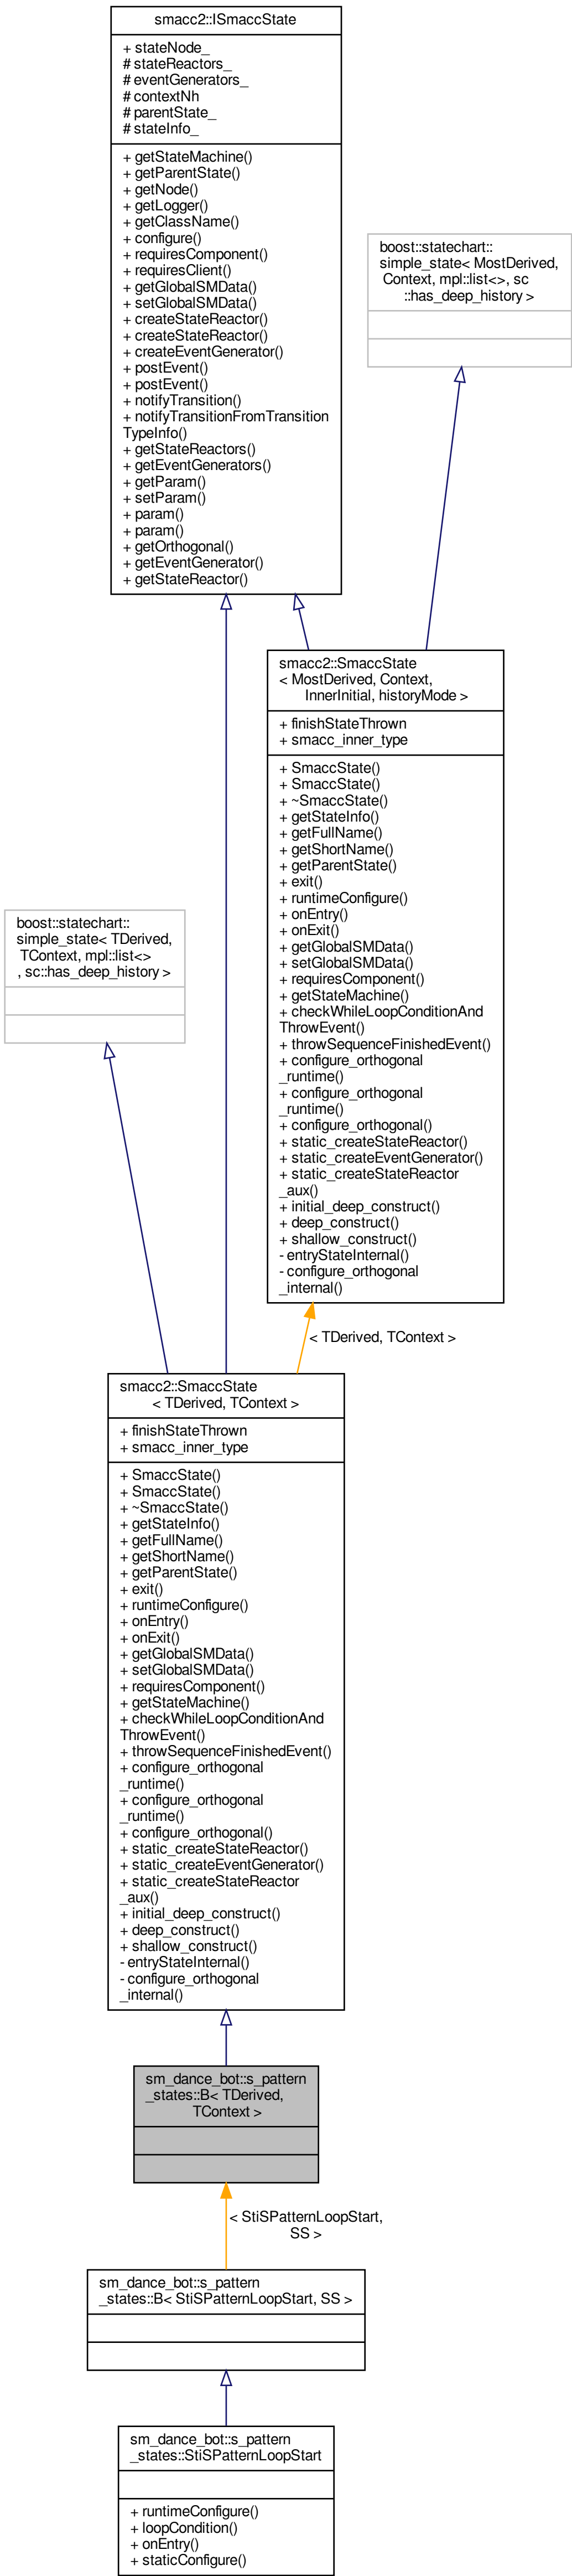 smacc2::ISmaccState
+ stateNode_
# stateReactors_
# eventGenerators_
# contextNh
# parentState_
# stateInfo_
+ getStateMachine()
+ getParentState()
+ getNode()
+ getLogger()
+ getClassName()
+ configure()
+ requiresComponent()
+ requiresClient()
+ getGlobalSMData()
+ setGlobalSMData()
+ createStateReactor()
+ createStateReactor()
+ createEventGenerator()
+ postEvent()
+ postEvent()
+ notifyTransition()
+ notifyTransitionFromTransition
TypeInfo()
+ getStateReactors()
+ getEventGenerators()
+ getParam()
+ setParam()
+ param()
+ param()
+ getOrthogonal()
+ getEventGenerator()
+ getStateReactor()
boost::statechart::
simple_state< MostDerived,
Context, mpl::list<>, sc
::has_deep_history >
smacc2::SmaccState
< MostDerived, Context,
InnerInitial, historyMode >
+ finishStateThrown
+ smacc_inner_type
+ SmaccState()
+ SmaccState()
+ ~SmaccState()
+ getStateInfo()
+ getFullName()
+ getShortName()
+ getParentState()
+ exit()
+ runtimeConfigure()
+ onEntry()
+ onExit()
+ getGlobalSMData()
+ setGlobalSMData()
+ requiresComponent()
+ getStateMachine()
+ checkWhileLoopConditionAnd
ThrowEvent()
+ throwSequenceFinishedEvent()
+ configure_orthogonal
_runtime()
+ configure_orthogonal
_runtime()
+ configure_orthogonal()
+ static_createStateReactor()
+ static_createEventGenerator()
+ static_createStateReactor
_aux()
+ initial_deep_construct()
+ deep_construct()
+ shallow_construct()
- entryStateInternal()
- configure_orthogonal
_internal()
boost::statechart::
simple_state< TDerived,
TContext, mpl::list<>
, sc::has_deep_history >
< TDerived, TContext >
smacc2::SmaccState
< TDerived, TContext >
+ finishStateThrown
+ smacc_inner_type
+ SmaccState()
+ SmaccState()
+ ~SmaccState()
+ getStateInfo()
+ getFullName()
+ getShortName()
+ getParentState()
+ exit()
+ runtimeConfigure()
+ onEntry()
+ onExit()
+ getGlobalSMData()
+ setGlobalSMData()
+ requiresComponent()
+ getStateMachine()
+ checkWhileLoopConditionAnd
ThrowEvent()
+ throwSequenceFinishedEvent()
+ configure_orthogonal
_runtime()
+ configure_orthogonal
_runtime()
+ configure_orthogonal()
+ static_createStateReactor()
+ static_createEventGenerator()
+ static_createStateReactor
_aux()
+ initial_deep_construct()
+ deep_construct()
+ shallow_construct()
- entryStateInternal()
- configure_orthogonal
_internal()
sm_dance_bot::s_pattern
_states::B< TDerived,
TContext >
< StiSPatternLoopStart,
SS >
sm_dance_bot::s_pattern
_states::B< StiSPatternLoopStart, SS >
sm_dance_bot::s_pattern
_states::StiSPatternLoopStart
+ runtimeConfigure()
+ loopCondition()
+ onEntry()
+ staticConfigure()